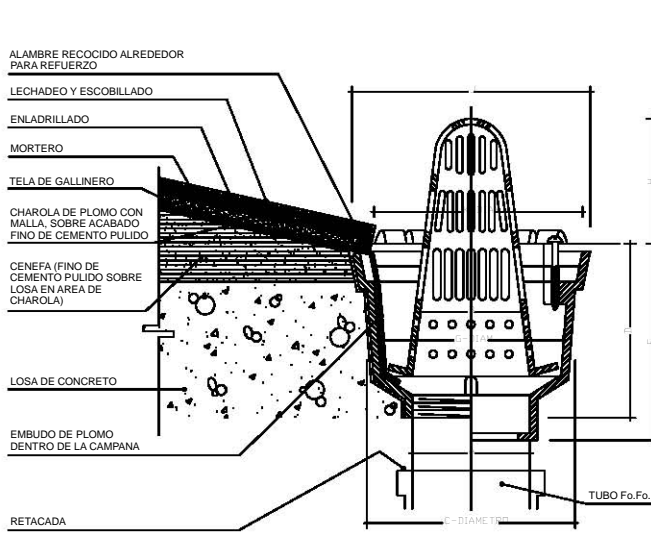 ALAMBRE RECOCIDO ALREDEDOR
PARA REFUERZO
LECHADEO Y ESCOBILLADO
ENLADRILLADO
MORTERO
TELA DE GALLINERO
CHAROLA DE PLOMO CON
MALLA, SOBRE ACABADO
FINO DE CEMENTO PULIDO
CENEFA (FINO DE
CEMENTO PULIDO SOBRE
LOSA EN AREA DE
CHAROLA)
LOSA DE CONCRETO
EMBUDO DE PLOMO
DENTRO DE LA CAMPANA
RETACADA
G-DIAM
C-DIAMETRO
TUBO Fo.Fo.